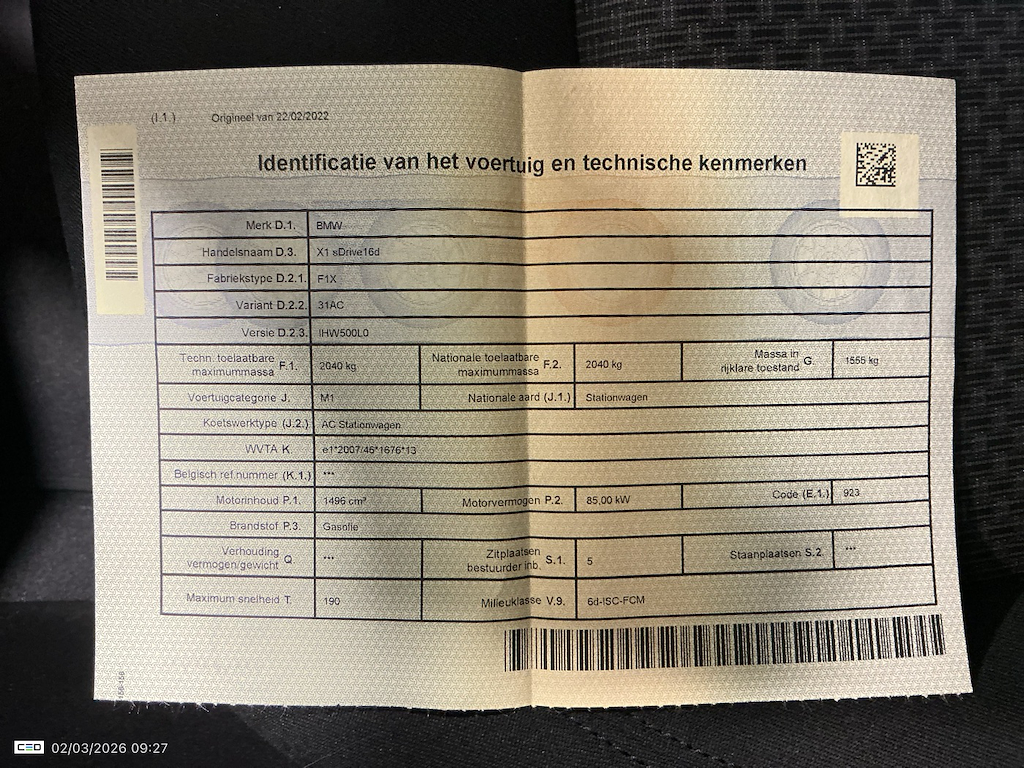 (I.1.) Origineel van 22/02/2022
Identificatie van het voertuig en technische kenmerken
Merk D.1. BMW
Handelsnaam D.3. X1 sDrive16d
Fabriekstype D.2.1. F1X
Variant D.2.2. 31AC
Versie D.2.3. IHW500L0
Techn. toelaatbare maximummassa F.1. 2040 kg Nationale toelaatbare maximummassa F.2. 2040 kg Massa in rijklare toestand G. 1555 kg
Voertuigcategorie J. M1 Nationale aard (J.1.) Stationwagen
Koetswerktype (J.2.) AC Stationwagen
WVTA K. e1*2007/46*1676*13
Belgisch ref.nummer (K.1.) ***
Motorinhoud P.1. 1496 cm³ Motorvermogen P.2. 85,00 kW Code (E.1.) 923
Brandstof P.3. Gasolie
Verhouding vermogen/gewicht Q. *** Zitplaatsen bestuurder inb. S.1. 5 Staanplaatsen S.2. ***
Maximum snelheid T. 190 Milieuklasse V.9. 6d-ISC-FCM
CEO 02/03/2026 09:27